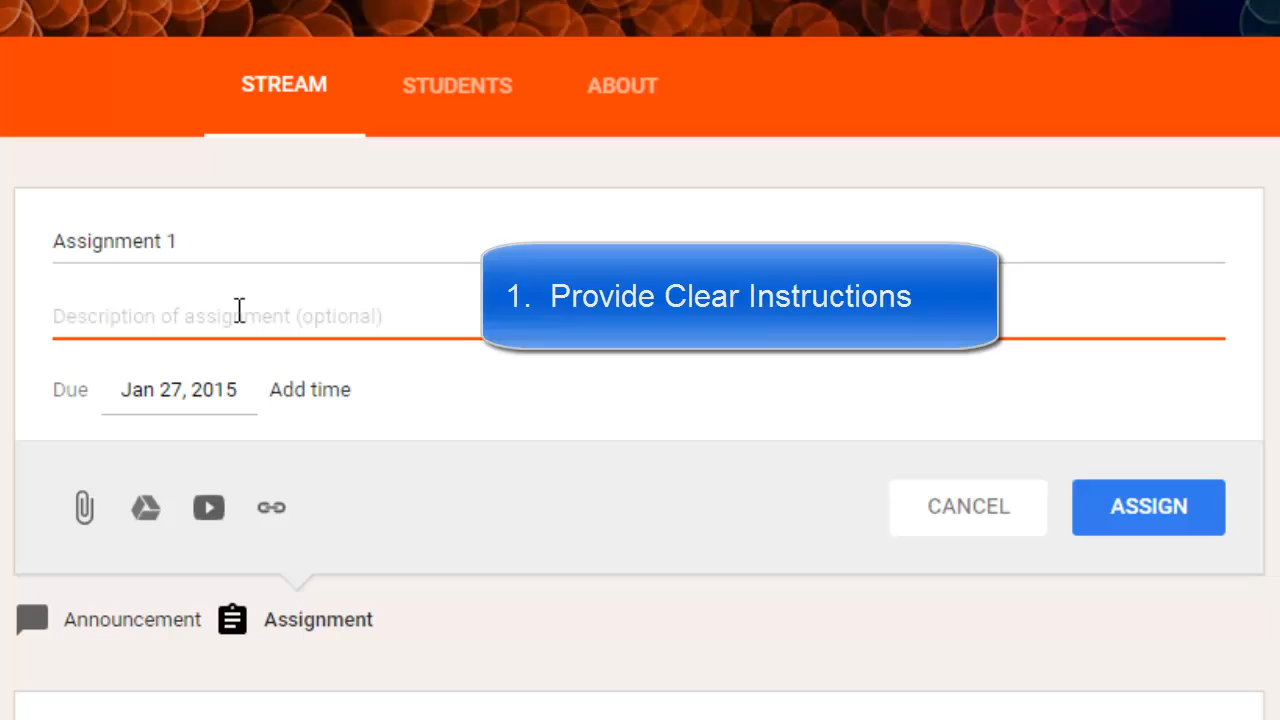 STREAM STUDENTS ABOUT
Assignment 1
1. Provide Clear Instructions
Description of assignment (optional)
Due Jan 27, 2015 Add time
CANCEL ASSIGN
Announcement Assignment